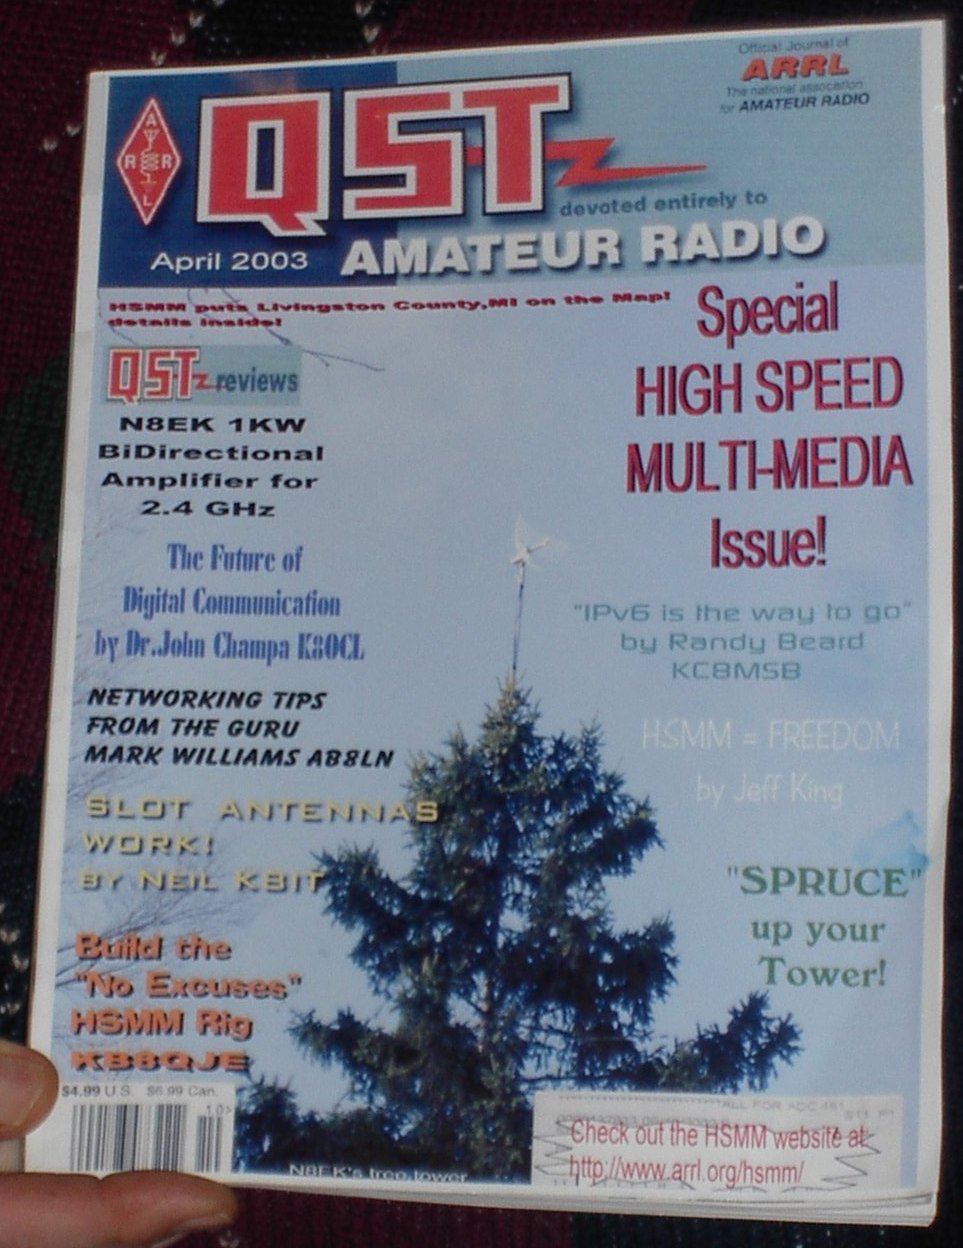 Official Journal of
ARRL
The national association
for AMATEUR RADIO
A
R R
L
QST
devoted entirely to
AMATEUR RADIO
April 2003
HSMM puts Livingston County,MI on the Map!
details inside!
QST reviews
N8EK 1KW
BiDirectional
Amplifier for
2.4 GHz
The Future of
Digital Communication
by Dr.John Champa K8OCL
NETWORKING TIPS
FROM THE GURU
MARK WILLIAMS AB8LN
SLOT ANTENNAS
WORK!
BY NEIL K8IT
Build the
"No Excuses"
HSMM Rig
KB8QJE
Special
HIGH SPEED
MULTI-MEDIA
Issue!
"IPv6 is the way to go"
by Randy Beard
KC8MSB
HSMM = FREEDOM
by Jeff King
"SPRUCE"
up your
Tower!
$4.99 U.S. $6.99 Can.
10>
N8EK's tree tower
Check out the HSMM website at
http://www.arrl.org/hsmm/